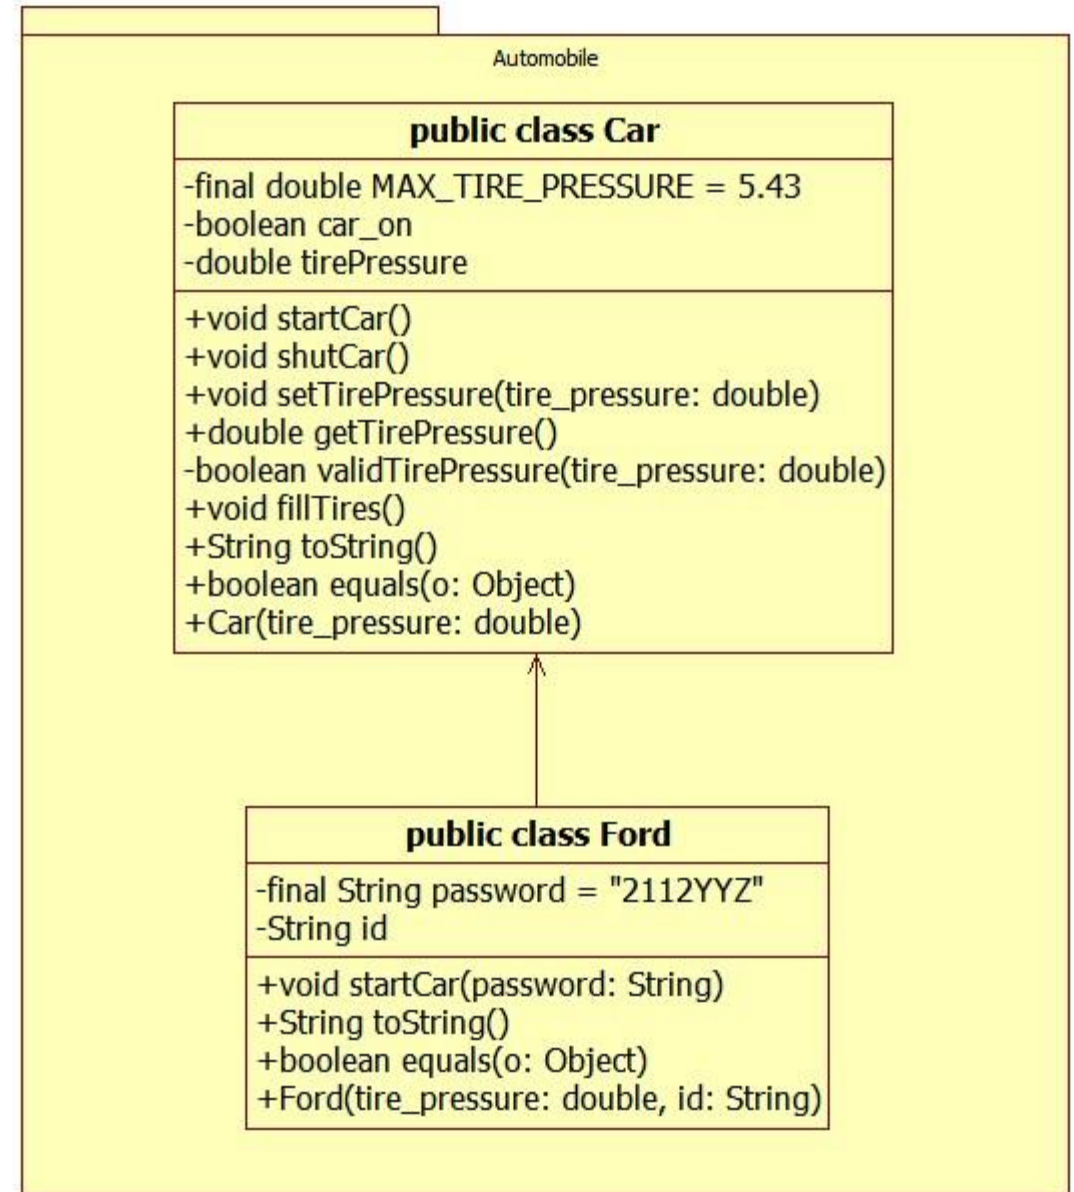 Automobile
public class Car
-final double MAX_TIRE_PRESSURE = 5.43
-boolean car_on
-double tirePressure
+void startCar()
+void shutCar()
+void setTirePressure(tire_pressure: double)
+double getTirePressure()
-boolean validTirePressure(tire_pressure: double)
+void fillTires()
+String toString()
+boolean equals(o: Object)
+Car(tire_pressure: double)
public class Ford
-final String password = "2112YYZ"
-String id
+void startCar(password: String)
+String toString()
+boolean equals(o: Object)
+Ford(tire_pressure: double, id: String)